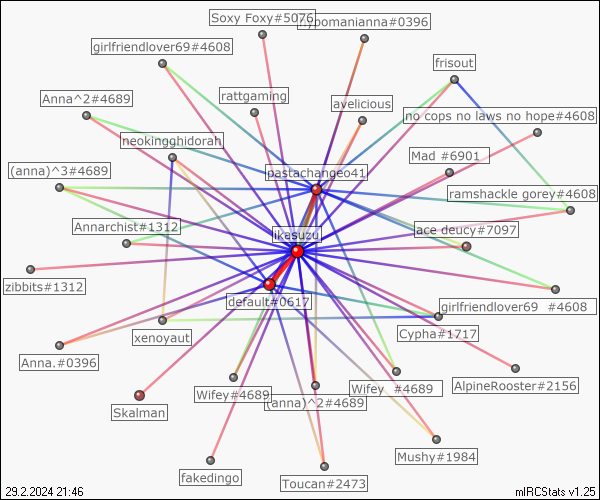 Soxy Foxy#5076
hypomanianna#0396
girlfriendlover69#4608
frisout
rattgaming
Anna^2#4689
avelicious
no cops no laws no hope#4608
neokingghidorah
Mad #6901
(anna)^3#4689
pastachange041
ramshackle gorey#4608
Annarchist#1312
ikasuzu
ace deucy#7097
zibbits#1312
default#0617
girlfriendlover69 #4608
xenoyaut
Cypha#1717
Anna.#0396
Wifey#4689
(anna)^2#4689
Wifey #4689
AlpineRooster#2156
Skalman
Mushy#1984
fakedingo
Toucan#2473
29.2.2024 21:46
mIRCStats v1.25